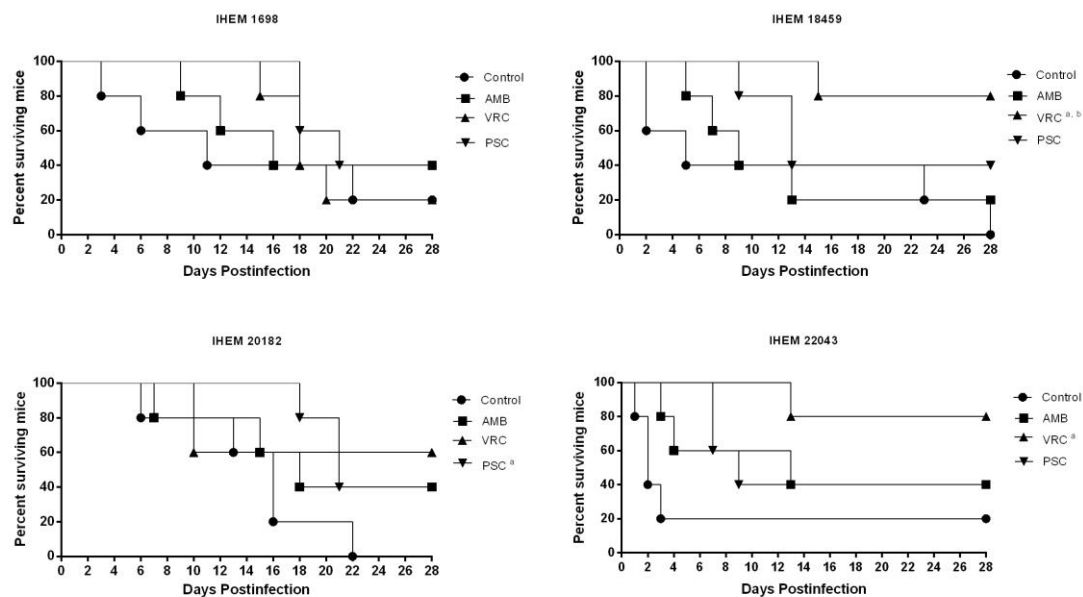 IHEM 1698
Percent surviving mice
100
80
60
40
20
0
0 2 4 6 8 10 12 14 16 18 20 22 24 26 28
Days Postinfection
Control
AMB
VRC
PSC
IHEM 18459
Percent surviving mice
100
80
60
40
20
0
0 2 4 6 8 10 12 14 16 18 20 22 24 26 28
Days Postinfection
Control
AMB
VRC a, b
PSC
IHEM 20182
Percent surviving mice
100
80
60
40
20
0
0 2 4 6 8 10 12 14 16 18 20 22 24 26 28
Days Postinfection
Control
AMB
VRC
PSC a
IHEM 22043
Percent surviving mice
100
80
60
40
20
0
0 2 4 6 8 10 12 14 16 18 20 22 24 26 28
Days Postinfection
Control
AMB
VRC a
PSC